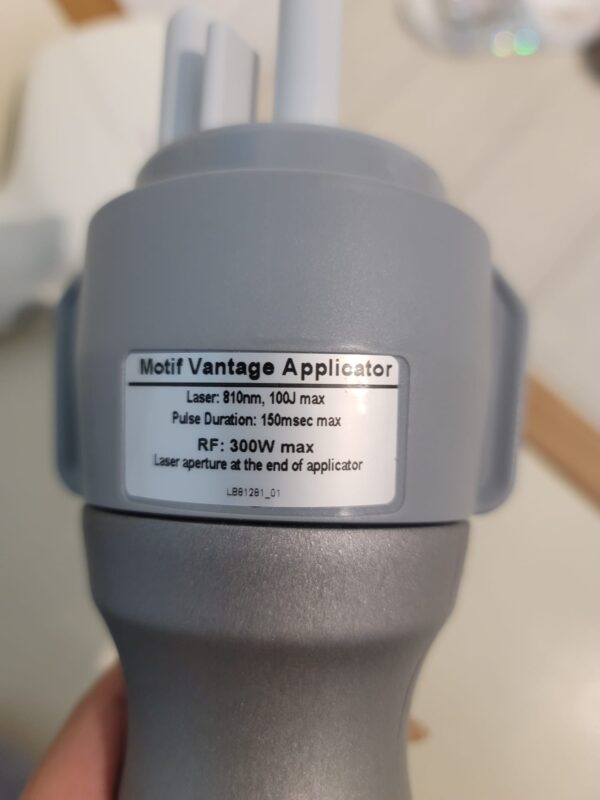 Motif Vantage Applicator
Laser: 810nm, 100J max
Pulse Duration: 150msec max
RF: 300W max
Laser aperture at the end of applicator
LB81281_01